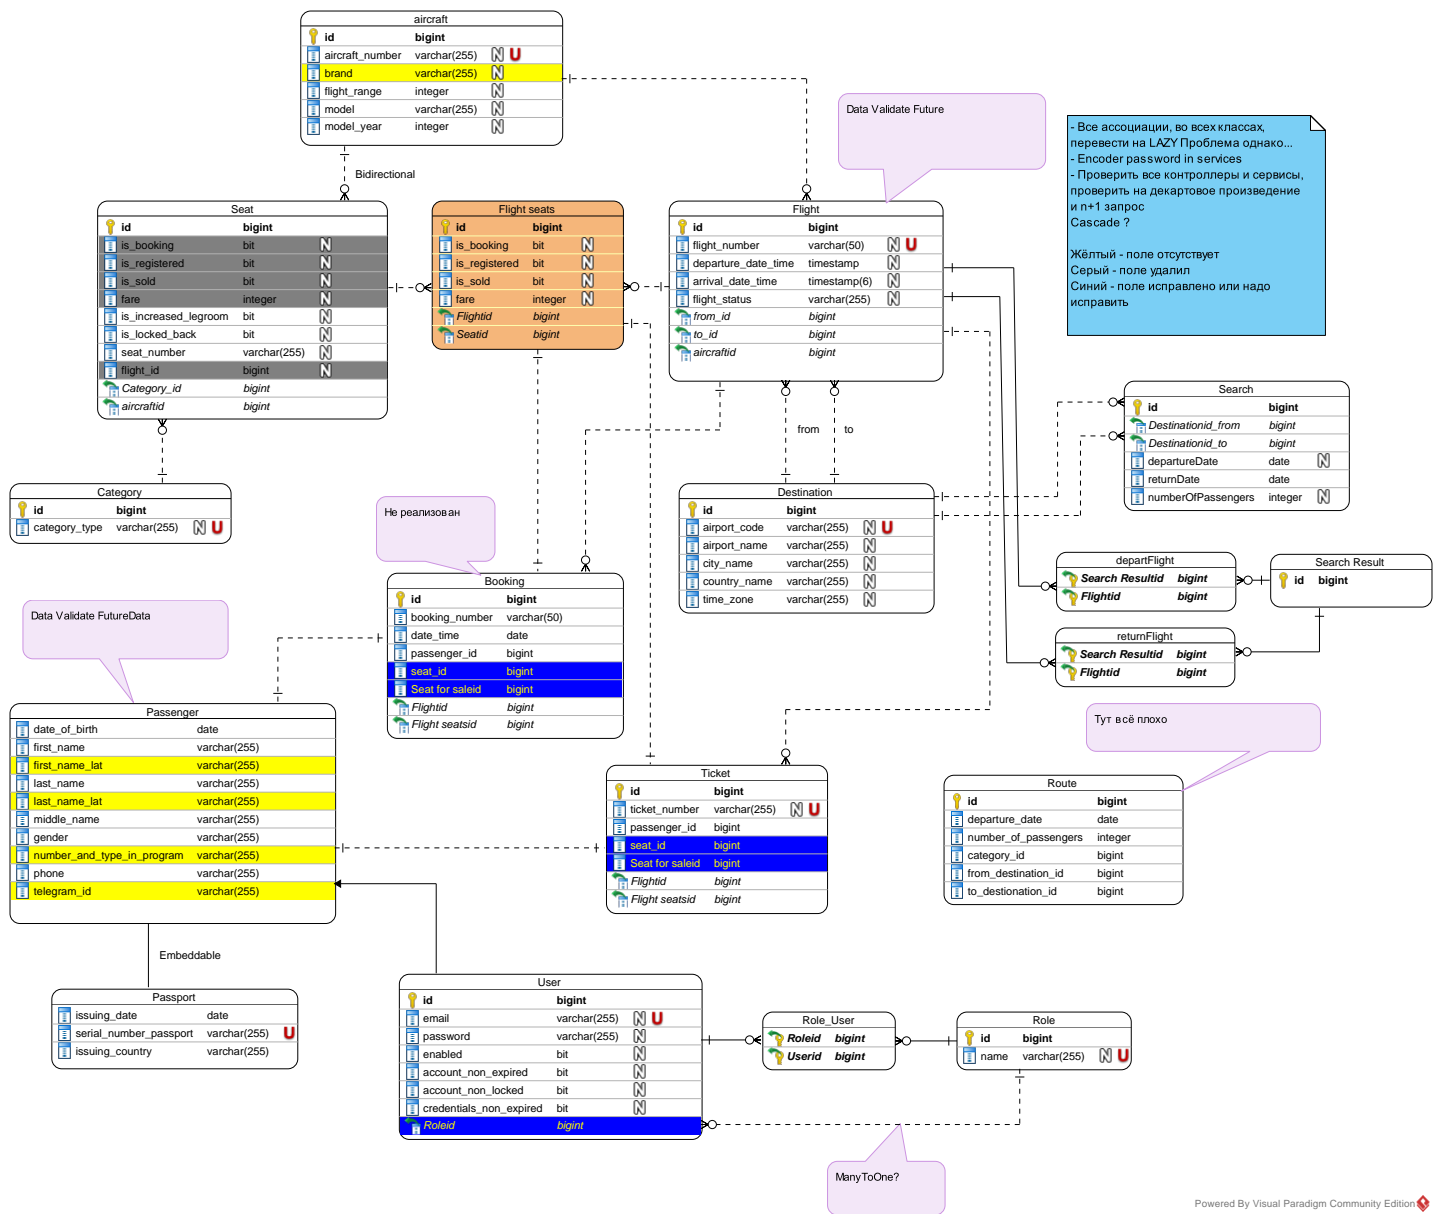 aircraft
id bigint
aircraft_number varchar(255) N U
brand varchar(255) N
flight_range integer N
model varchar(255) N
model_year integer N
Bidirectional
Data Validate Future
- Все ассоциации, во всех классах,
перевести на LAZY Проблема однако...
- Encoder password in services
- Проверить все контроллеры и сервисы,
проверить на декартовое произведение
и n+1 запрос
Cascade ?
Жёлтый - поле отсутствует
Серый - поле удалил
Синий - поле исправлено или надо
исправить
Seat
id bigint
is_booking bit N
is_registered bit N
is_sold bit N
fare integer N
is_increased_legroom bit N
is_locked_back bit N
seat_number varchar(255) N
flight_id bigint N
Category_id bigint
aircraftid bigint
Flight seats
id bigint
is_booking bit N
is_registered bit N
is_sold bit N
fare integer N
Flightid bigint
Seatid bigint
Flight
id bigint
flight_number varchar(50) N U
departure_date_time timestamp N
arrival_date_time timestamp(6) N
flight_status varchar(255) N
from_id bigint
to_id bigint
aircraftid bigint
from
to
Search
id bigint
Destinationid_from bigint
Destinationid_to bigint
departureDate date N
returnDate date
numberOfPassengers integer N
Category
id bigint
category_type varchar(255) N U
Не реализован
Destination
id bigint
airport_code varchar(255) N U
airport_name varchar(255) N
city_name varchar(255) N
country_name varchar(255) N
time_zone varchar(255) N
departFlight
Search Resultid bigint
Flightid bigint
Search Result
id bigint
returnFlight
Search Resultid bigint
Flightid bigint
Booking
id bigint
booking_number varchar(50)
date_time date
passenger_id bigint
seat_id bigint
Seat for saleid bigint
Flightid bigint
Flight seatsid bigint
Data Validate FutureData
Passenger
date_of_birth date
first_name varchar(255)
first_name_lat varchar(255)
last_name varchar(255)
last_name_lat varchar(255)
middle_name varchar(255)
gender varchar(255)
number_and_type_in_program varchar(255)
phone varchar(255)
telegram_id varchar(255)
Тут всё плохо
Ticket
id bigint
ticket_number varchar(255) N U
passenger_id bigint
seat_id bigint
Seat for saleid bigint
Flightid bigint
Flight seatsid bigint
Route
id bigint
departure_date date
number_of_passengers integer
category_id bigint
from_destination_id bigint
to_destionation_id bigint
Embeddable
Passport
issuing_date date
serial_number_passport varchar(255) U
issuing_country varchar(255)
User
id bigint
email varchar(255) N U
password varchar(255) N
enabled bit N
account_non_expired bit N
account_non_locked bit N
credentials_non_expired bit N
Roleid bigint
Role_User
Roleid bigint
Userid bigint
Role
id bigint
name varchar(255) N U
ManyToOne?
Powered By Visual Paradigm Community Edition